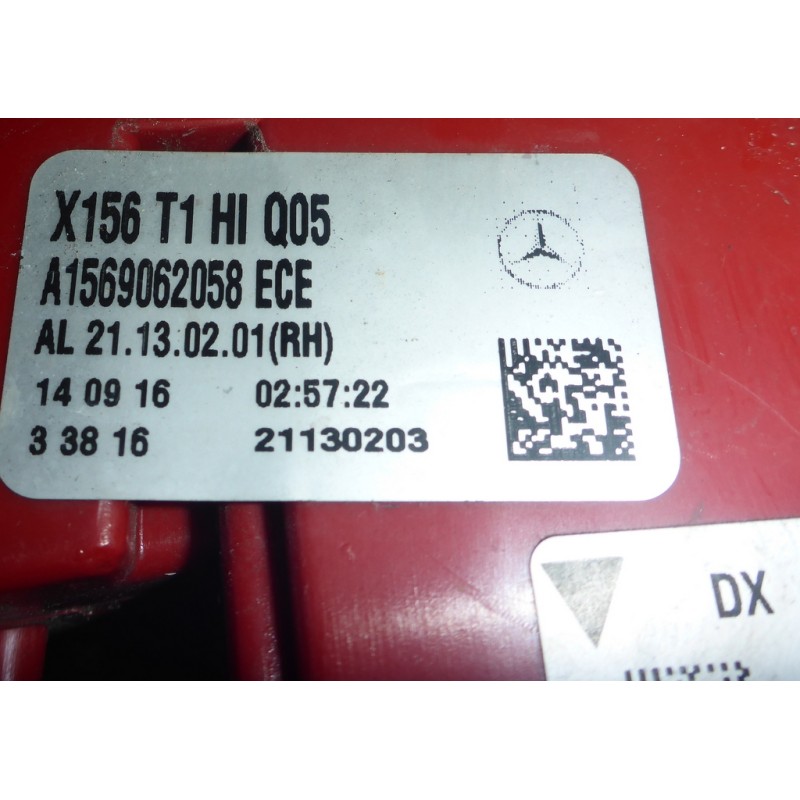 X156 T1 HI Q05
A1569062058 ECE
AL 21.13.02.01(RH)
14 09 16 02:57:22
3 38 16 21130203
DX